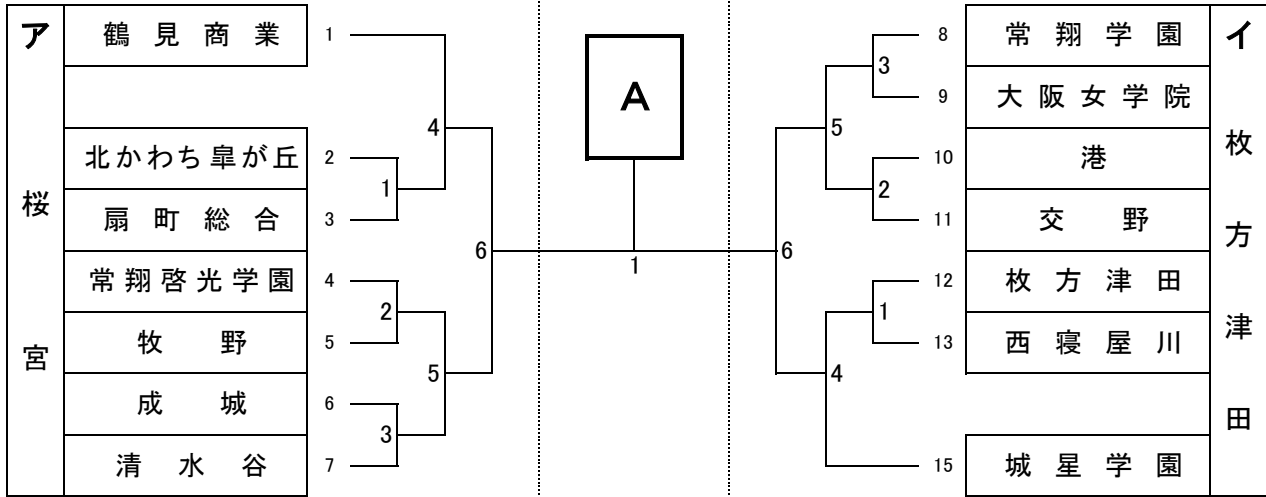 ア 桜 宮
鶴見商業 1
北かわち皐が丘 2
扇町総合 3
常翔啓光学園 4
牧野 5
成城 6
清水谷 7
4
1
2
5
3
6
A
1
6
5
3
2
4
1
8 常翔学園
9 大阪女学院
10 港
11 交野
12 枚方津田
13 西寝屋川
15 城星学園
イ 枚方津田